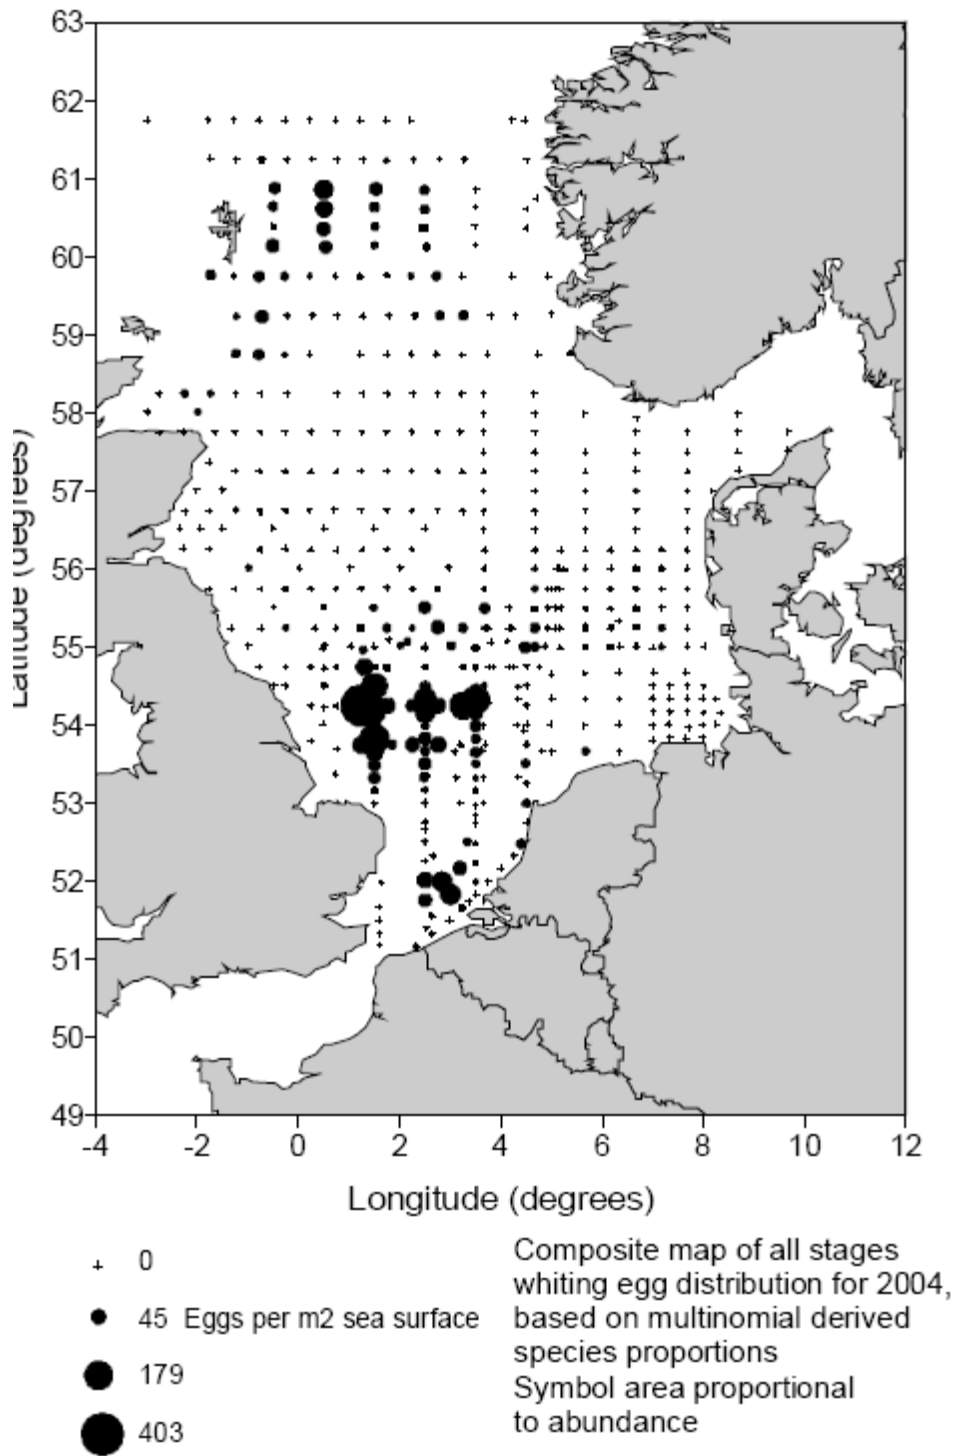 63
62
61
60
59
58
57
56
55
54
53
52
51
50
49
-4 -2 0 2 4 6 8 10 12
Longitude (degrees)
0
45 Eggs per m2 sea surface
179
403
Composite map of all stages
whiting egg distribution for 2004,
based on multinomial derived
species proportions
Symbol area proportional
to abundance